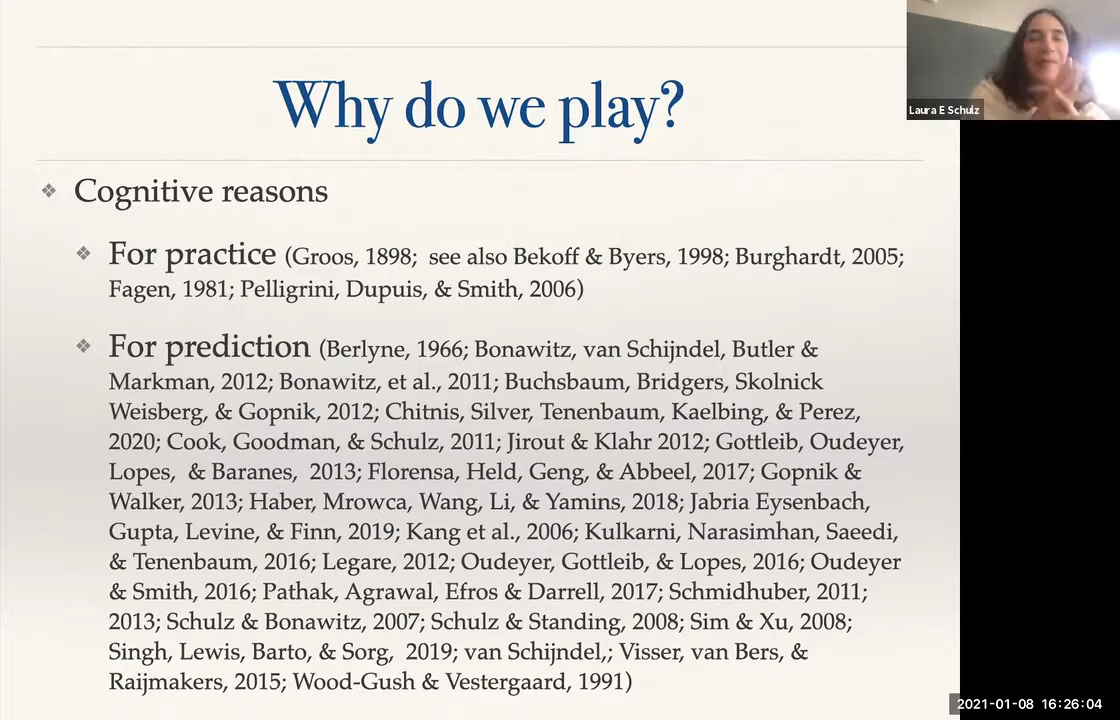 Why do we play?
Laura E Schulz
❖ Cognitive reasons
❖ For practice (Groos, 1898; see also Bekoff & Byers, 1998; Burghardt, 2005;
Fagen, 1981; Pelligrini, Dupuis, & Smith, 2006)
❖ For prediction (Berlyne, 1966; Bonawitz, van Schijndel, Butler &
Markman, 2012; Bonawitz, et al., 2011; Buchsbaum, Bridgers, Skolnick
Weisberg, & Gopnik, 2012; Chitnis, Silver, Tenenbaum, Kaelbing, & Perez,
2020; Cook, Goodman, & Schulz, 2011; Jirout & Klahr 2012; Gottleib, Oudeyer,
Lopes, & Baranes, 2013; Florensa, Held, Geng, & Abbeel, 2017; Gopnik &
Walker, 2013; Haber, Mrowca, Wang, Li, & Yamins, 2018; Jabria Eysenbach,
Gupta, Levine, & Finn, 2019; Kang et al., 2006; Kulkarni, Narasimhan, Saeedi,
& Tenenbaum, 2016; Legare, 2012; Oudeyer, Gottleib, & Lopes, 2016; Oudeyer
& Smith, 2016; Pathak, Agrawal, Efros & Darrell, 2017; Schmidhuber, 2011;
2013; Schulz & Bonawitz, 2007; Schulz & Standing, 2008; Sim & Xu, 2008;
Singh, Lewis, Barto, & Sorg, 2019; van Schijndel,; Visser, van Bers, &
Raijmakers, 2015; Wood-Gush & Vestergaard, 1991)
2021-01-08 16:26:04